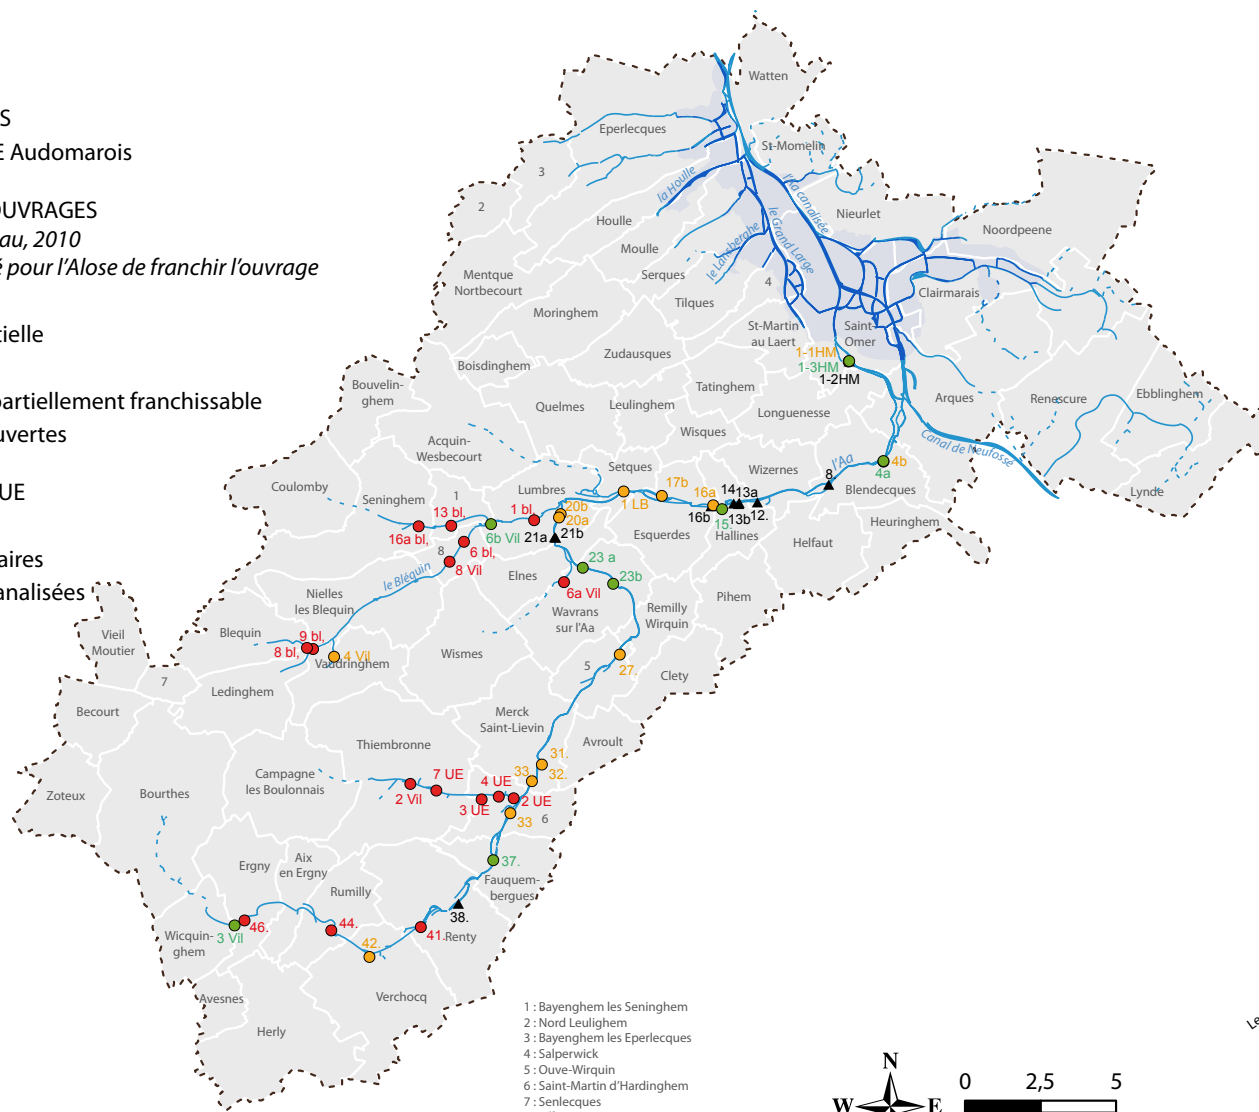 S
E Audomarois
OUVRAGES
au, 2010
é pour l'Alose de franchir l'ouvrage
tielle
partiellement franchissable
uvertes
UE
aires
analisées
Watten
Eperlecques
St-Momelin
3
la Houlle
l'Aa canalisée
2
Houlle
le Grand Large
Nieurlet
Noordpeene
Moulle
le Lansberghe
Serques
Mentque
Nortbecourt
4
Clairmarais
Tilques
Moringhem
St-Martin
au Laert
Saint-
Omer
Zudausques
1-1HM
1-3HM
1-2HM
Boisdinghem
Bouvelin-
ghem
Tatinghem
Ebblinghem
Arques
Renescure
Quelmes
Leulinghem
Longuenesse
Wisques
Acquin-
Wesbecourt
Canal de Neufossé
Setques
Wizernes
l'Aa
8
4b
4a
Coulomby
Seninghem
1
Lumbres
17b
16a
14
13a
Blendecques
Lynde
13 bl,
1 bl,
20b
20a
1 LB
16b
15.
13b
12.
16a bl,
6b Vil
21a
21b
Esquerdes
Hallines
Heuringhem
Helfaut
8
6 bl,
8 Vil
le Bléquin
Elnes
23 a
23b
6a Vil
Nielles
les Blequin
Wavrans
sur l'Aa
Remilly
Wirquin
Pihem
Vieil
Moutier
Blequin
9 bl,
8 bl,
4 Vil
Vaudringhem
Wismes
5
27.
Clety
7
Ledinghem
Becourt
Merck
Saint-Lievin
Avroult
Thiembronne
31.
33
32.
Campagne
les Boulonnais
7 UE
4 UE
2 Vil
3 UE
2 UE
Zoteux
Bourthes
33
6
37.
Ergny
Aix
en Ergny
Rumilly
Fauquem-
bergues
38.
46.
44.
41.
Renty
Wicquin-
ghem
3 Vil
42.
Avesnes
Verchocq
Herly
1 : Bayenghem les Seninghem
2 : Nord Leulighem
3 : Bayenghem les Eperlecques
4 : Salperwick
5 : Ouve-Wirquin
6 : Saint-Martin d'Hardinghem
7 : Senlecques
N
W E
0 2,5 5
Le